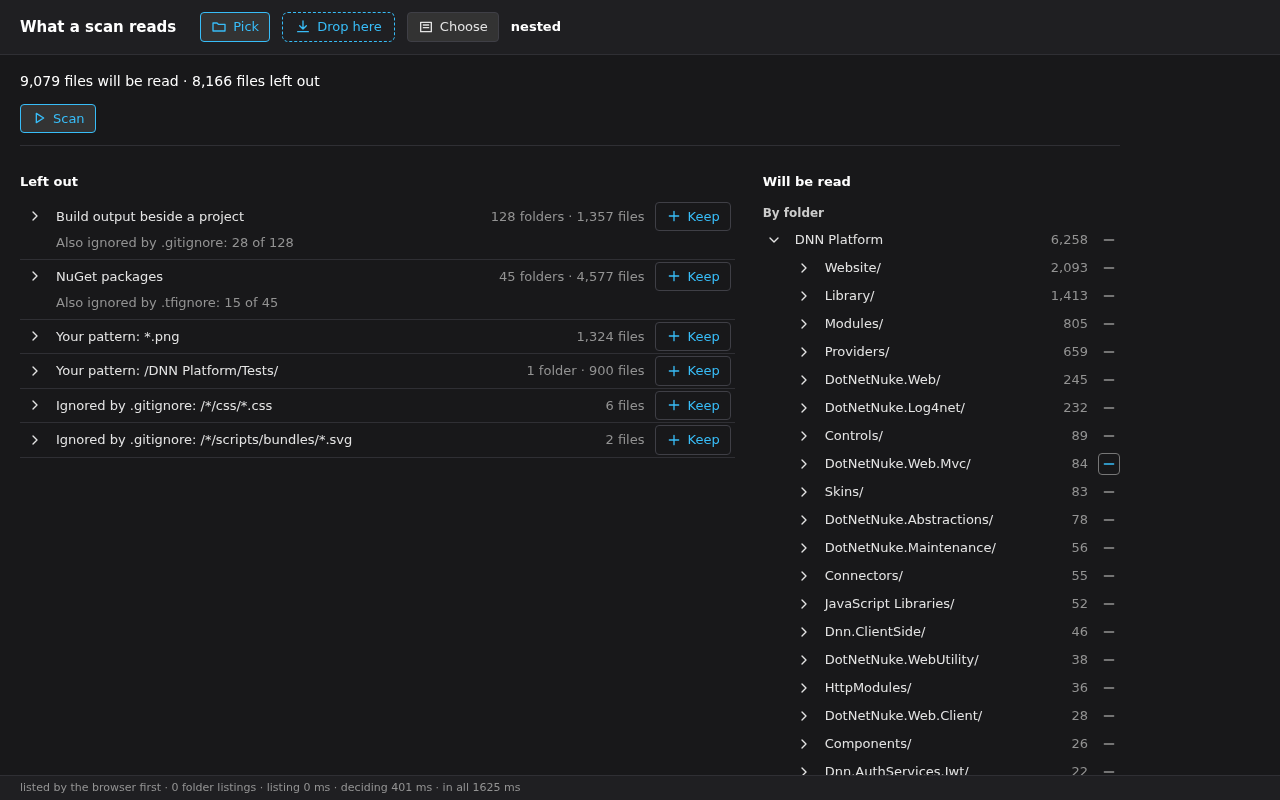 What a scan reads Pick Drop here Choose nested
9,079 files will be read · 8,166 files left out
Scan
Left out
Build output beside a project 128 folders · 1,357 files Keep
Also ignored by .gitignore: 28 of 128
NuGet packages 45 folders · 4,577 files Keep
Also ignored by .tfignore: 15 of 45
Your pattern: *.png 1,324 files Keep
Your pattern: /DNN Platform/Tests/ 1 folder · 900 files Keep
Ignored by .gitignore: /*/css/*.css 6 files Keep
Ignored by .gitignore: /*/scripts/bundles/*.svg 2 files Keep
Will be read
By folder
DNN Platform 6,258
Website/ 2,093
Library/ 1,413
Modules/ 805
Providers/ 659
DotNetNuke.Web/ 245
DotNetNuke.Log4net/ 232
Controls/ 89
DotNetNuke.Web.Mvc/ 84
Skins/ 83
DotNetNuke.Abstractions/ 78
DotNetNuke.Maintenance/ 56
Connectors/ 55
JavaScript Libraries/ 52
Dnn.ClientSide/ 46
DotNetNuke.WebUtility/ 38
HttpModules/ 36
DotNetNuke.Web.Client/ 28
Components/ 26
Dnn.AuthServices.Jwt/ 22
listed by the browser first · 0 folder listings · listing 0 ms · deciding 401 ms · in all 1625 ms